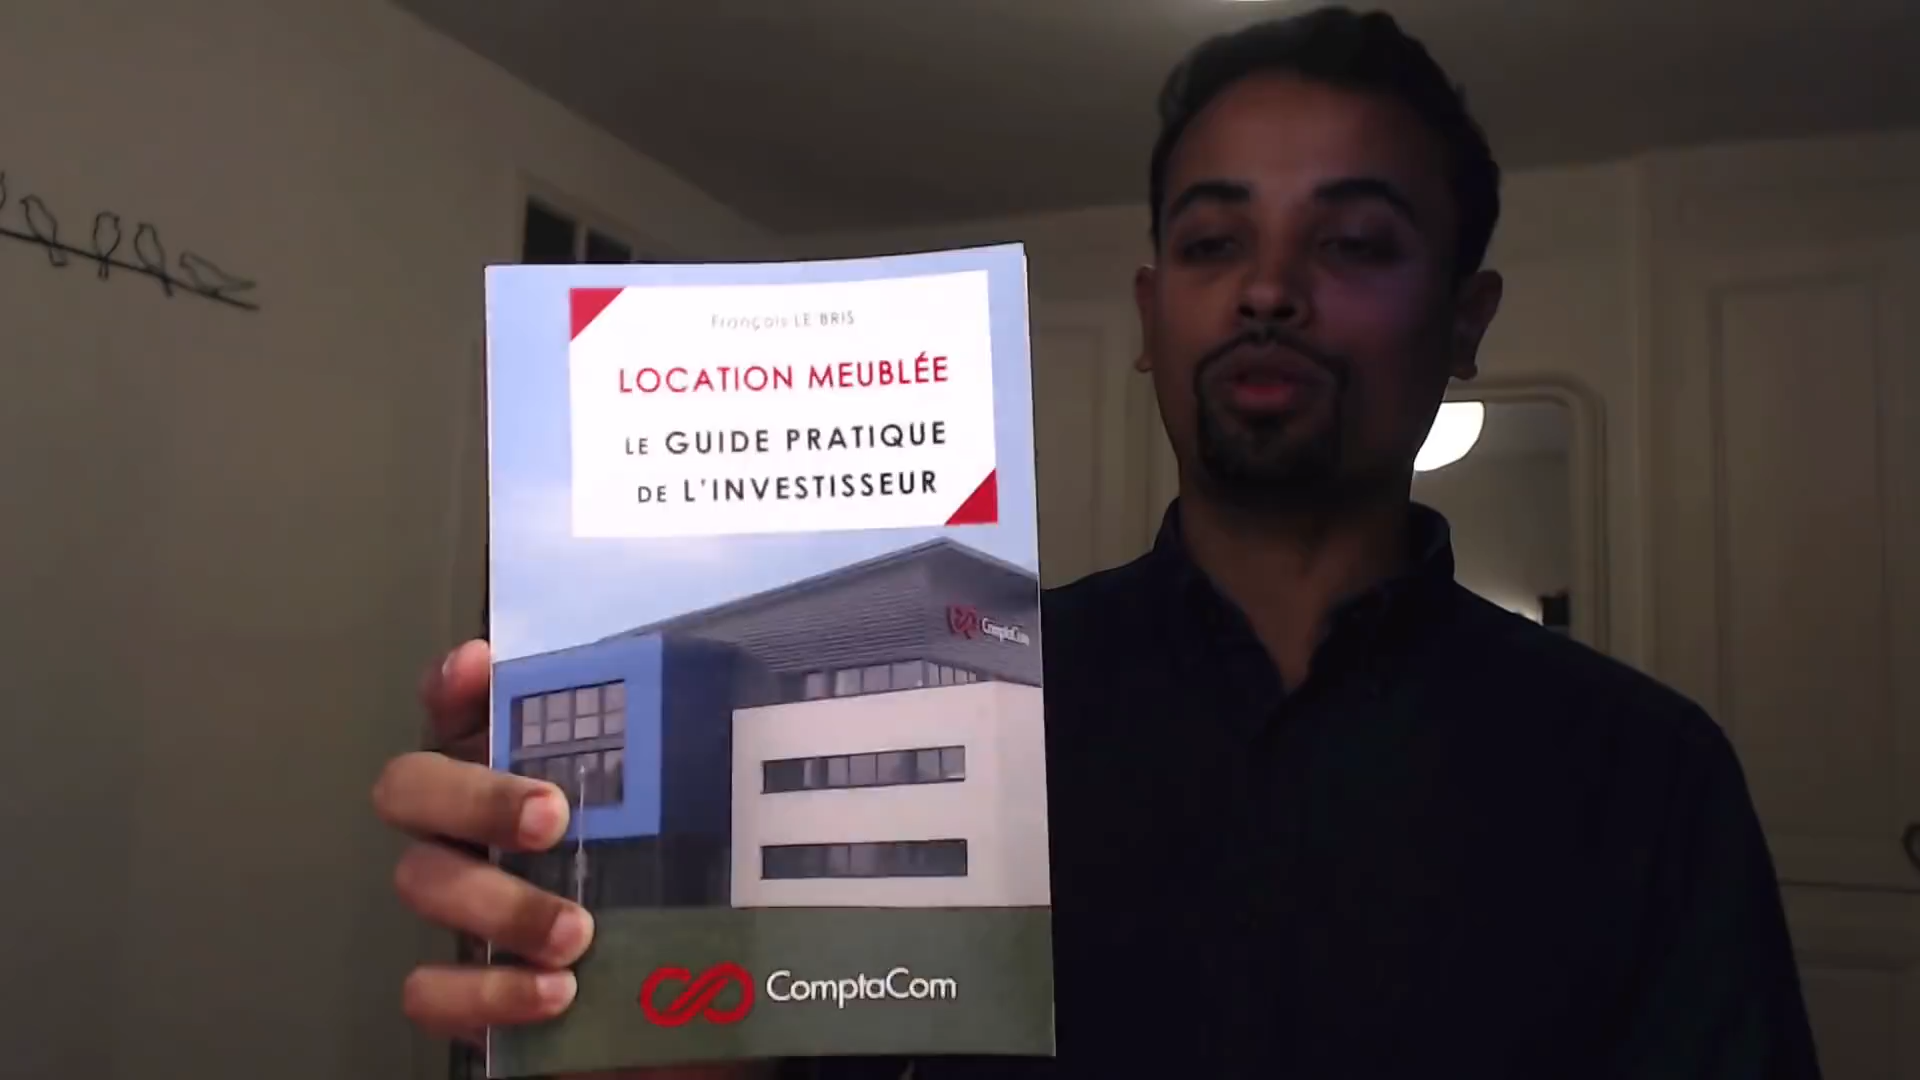 François LE BRIS
LOCATION MEUBLÉE
LE GUIDE PRATIQUE
DE L'INVESTISSEUR
ComptaCom
ComptaCom